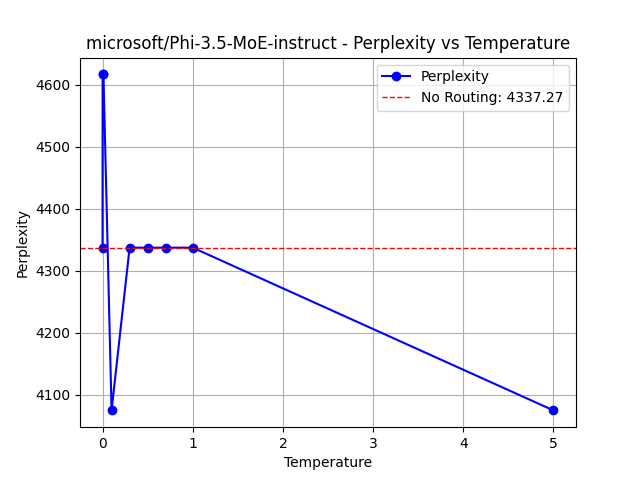 microsoft/Phi-3.5-MoE-instruct - Perplexity vs Temperature
Perplexity
No Routing: 4337.27
4600
4500
4400
4300
4200
4100
Perplexity
0 1 2 3 4 5
Temperature